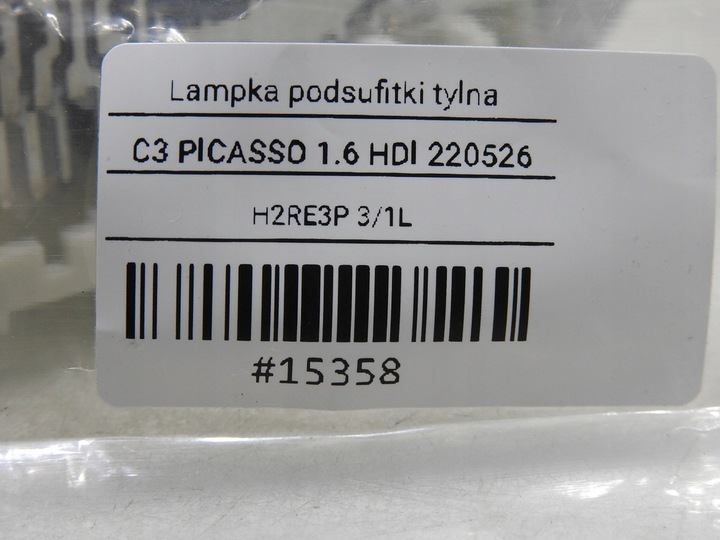 Lampka podsufitki tylna
C3 PICASSO 1.6 HDI 220526
H2RE3P 3/1L
#15358